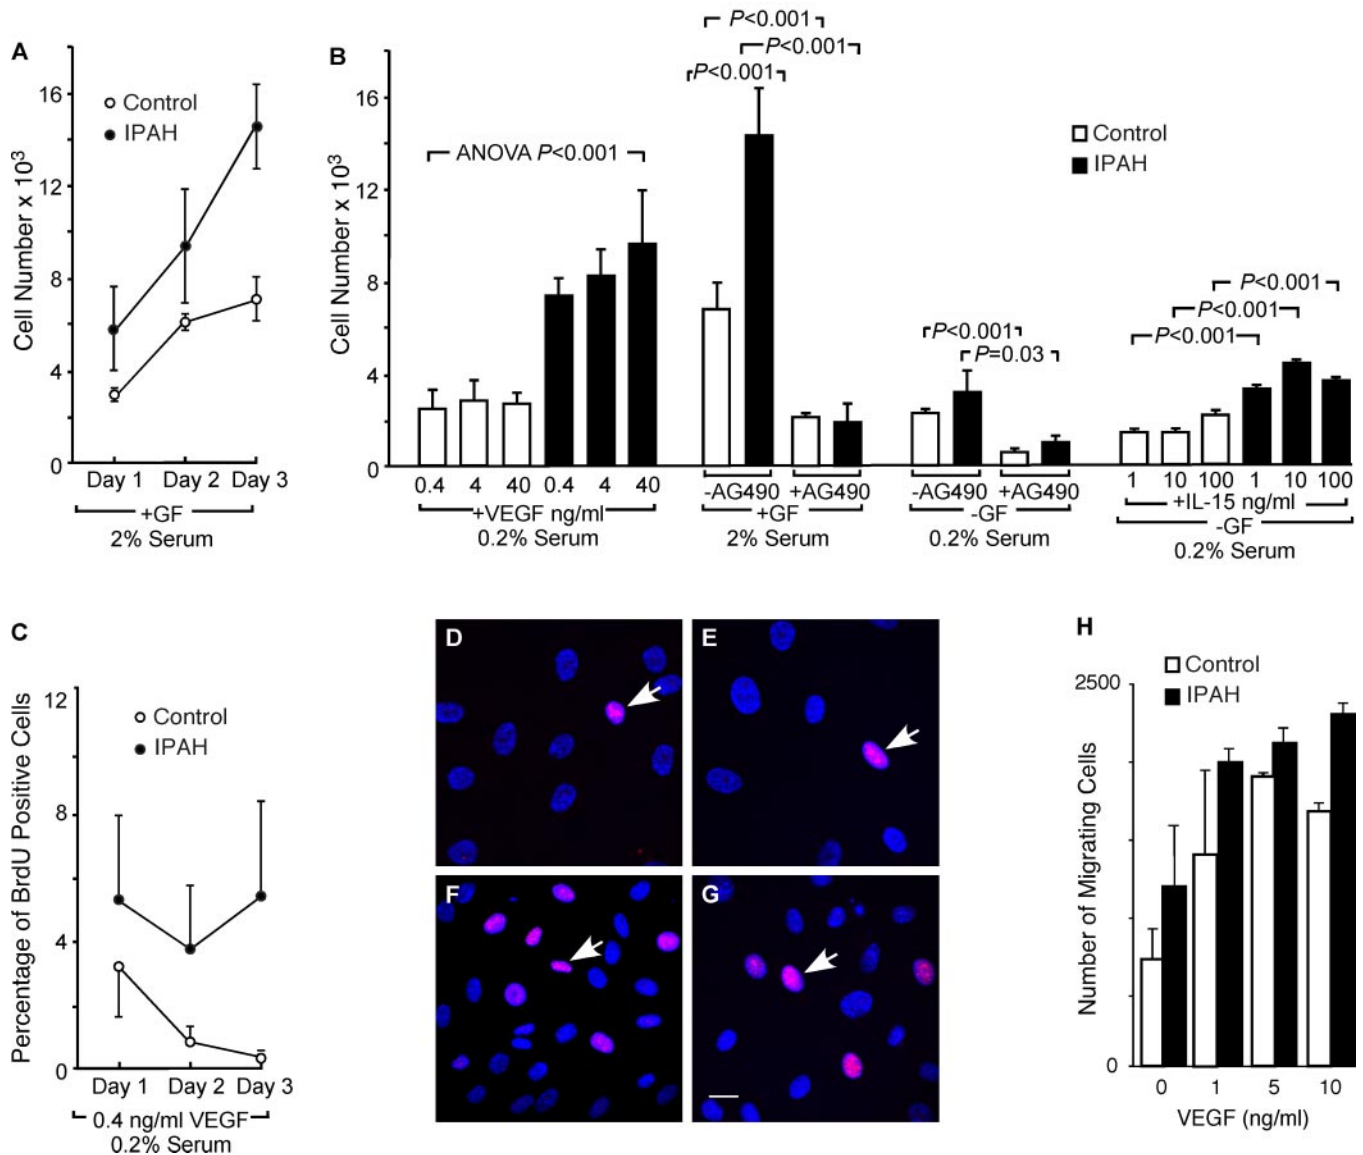 A
Control
IPAH
16
12
8
4
0
Cell Number x 10³
Day 1 Day 2 Day 3
+GF
2% Serum
B
P<0.001
P<0.001
P<0.001
ANOVA P<0.001
Control
IPAH
16
12
8
4
0
Cell Number x 10³
P<0.001
P=0.03
P<0.001
P<0.001
P<0.001
0.4 4 40 0.4 4 40
+VEGF ng/ml
0.2% Serum
-AG490 +AG490
+GF
2% Serum
-AG490 +AG490
-GF
0.2% Serum
1 10 100 1 10 100
+IL-15 ng/ml
-GF
0.2% Serum
C
Control
IPAH
12
8
4
0
Percentage of BrdU Positive Cells
Day 1 Day 2 Day 3
0.4 ng/ml VEGF
0.2% Serum
D
E
F
G
H
Control
IPAH
2500
0
Number of Migrating Cells
0 1 5 10
VEGF (ng/ml)